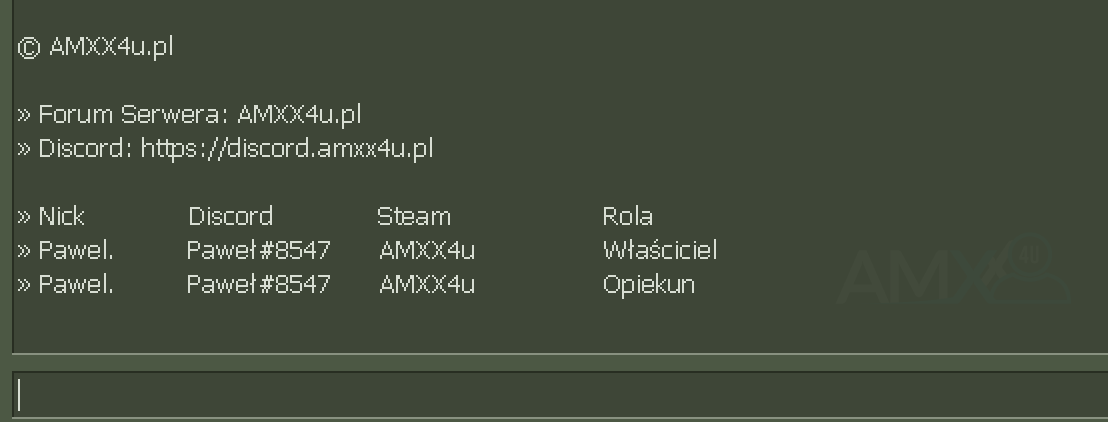 © AMXX4u.pl
» Forum Serwera: AMXX4u.pl
» Discord: https://discord.amxx4u.pl
» Nick Discord Steam Rola
» Pawel. Paweł#8547 AMXX4u Właściciel
» Pawel. Paweł#8547 AMXX4u Opiekun
AMXX 4U